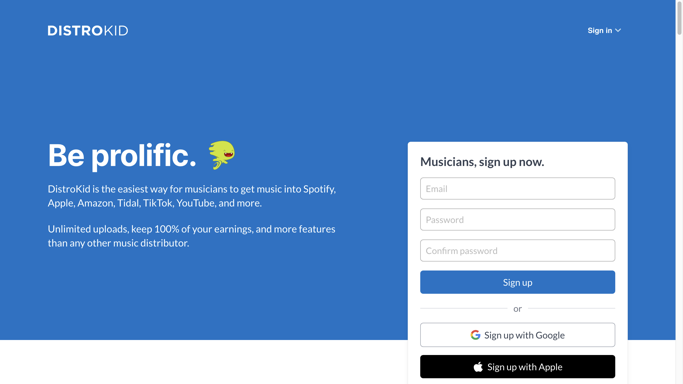 DISTROKID
Sign in
Be prolific.
DistroKid is the easiest way for musicians to get music into Spotify,
Apple, Amazon, Tidal, TikTok, YouTube, and more.
Unlimited uploads, keep 100% of your earnings, and more features
than any other music distributor.
Musicians, sign up now.
Email
Password
Confirm password
Sign up
or
Sign up with Google
Sign up with Apple